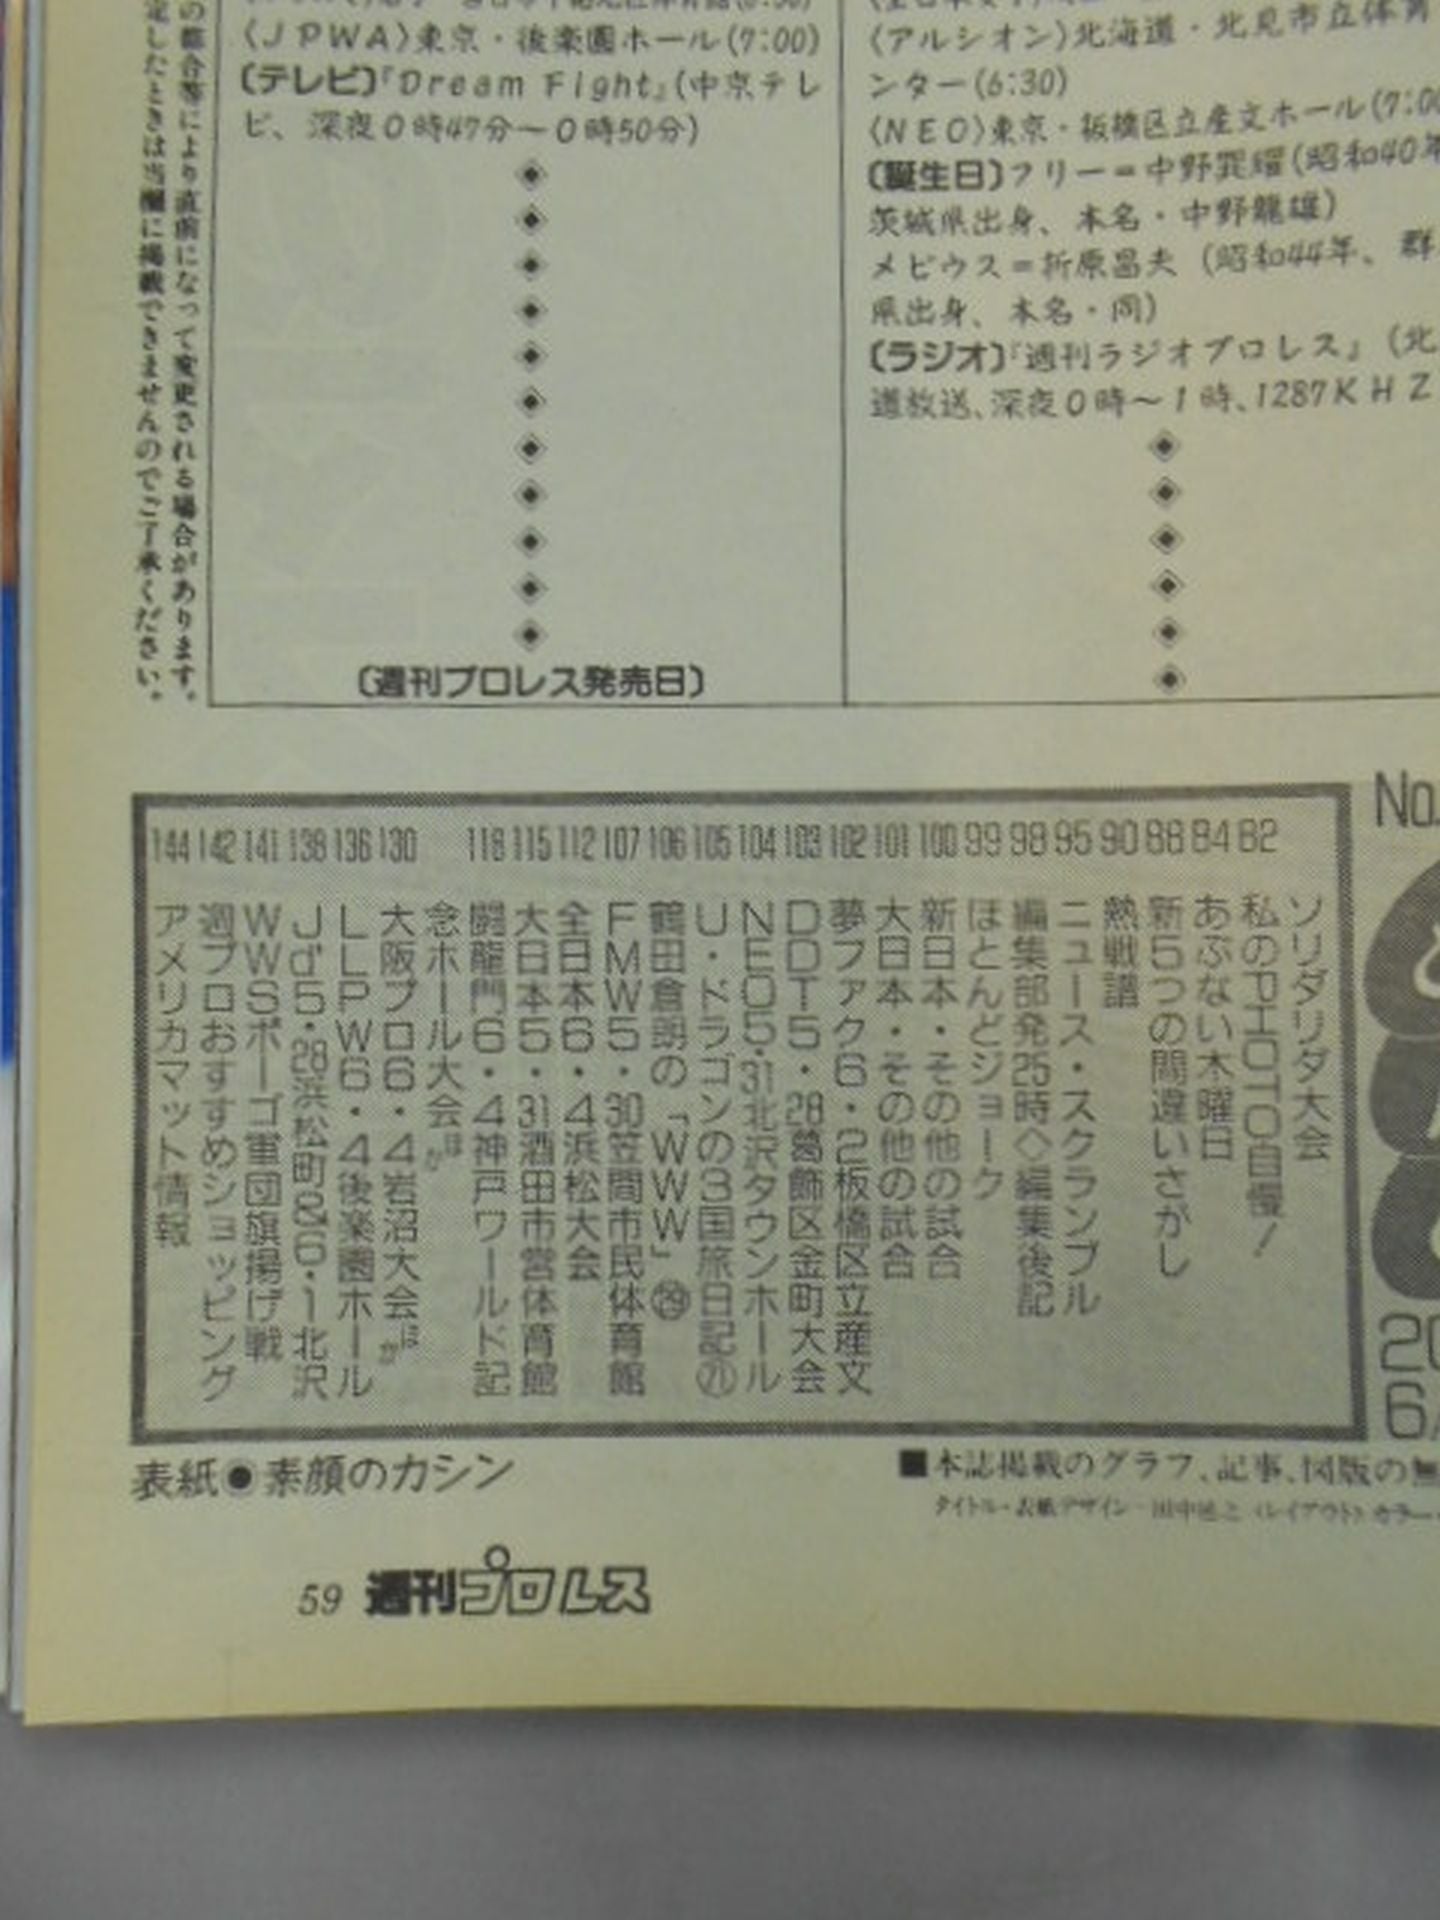 〈JPWA〉東京・後楽園ホール(7:00)
〔テレビ〕『Dream Fight』(中京テレ
ビ、深夜0時47分〜0時50分)
〔週刊プロレス発売日〕
〈アルシオン〉北海道・北見市立体育
ンター(6:30)
〈NEO〉東京・板橋区立産文ホール(7:00
〔誕生日〕フリー=中野巽耀(昭和40年
茨城県出身、本名・中野龍雄)
メビウス=折原昌夫 (昭和44年、群
県出身、本名・同)
〔ラジオ〕『週刊ラジオプロレス』(北
道放送、深夜0時〜1時、1287KHZ
の都合等により直前になって変更される場合があります。
定したときは当欄に掲載できませんのでご了承ください。
No.
ソリダリダ大会
82 私のPHOTO自慢!
84 あぶない木曜日
88 新5つの間違いさがし
90 熱戦譜
95 ニュース・スクランブル
98 編集部発25時◇編集後記
99 ほとんどジョーク
100 新日本・その他の試合
101 大日本・その他の試合
102 夢ファク6・2板橋区立産文
103 DDT5・28葛飾区金町大会
104 NEO5・31北沢タウンホール
105 U・ドラゴンの3国旅日記㉛
106 鶴田倉朗の「WWW」㉙
107 FMW5・30笠間市民体育館
112 全日本6・4浜松大会
115 大日本5・31酒田市営体育館
118 闘龍門6・4神戸ワールド記
念ホール大会ほか
130 大阪プロ6・4岩沼大会ほか
136 LLPW6・4後楽園ホール
138 Jd'5・28浜松町&6・1北沢
141 WWSボーゴ軍団旗揚げ戦
142 週プロおすすめショッピング
144 アメリカマット情報
20
6/
表紙●素顔のカシン
■本誌掲載のグラフ、記事、図版の無
59 週刊プロレス